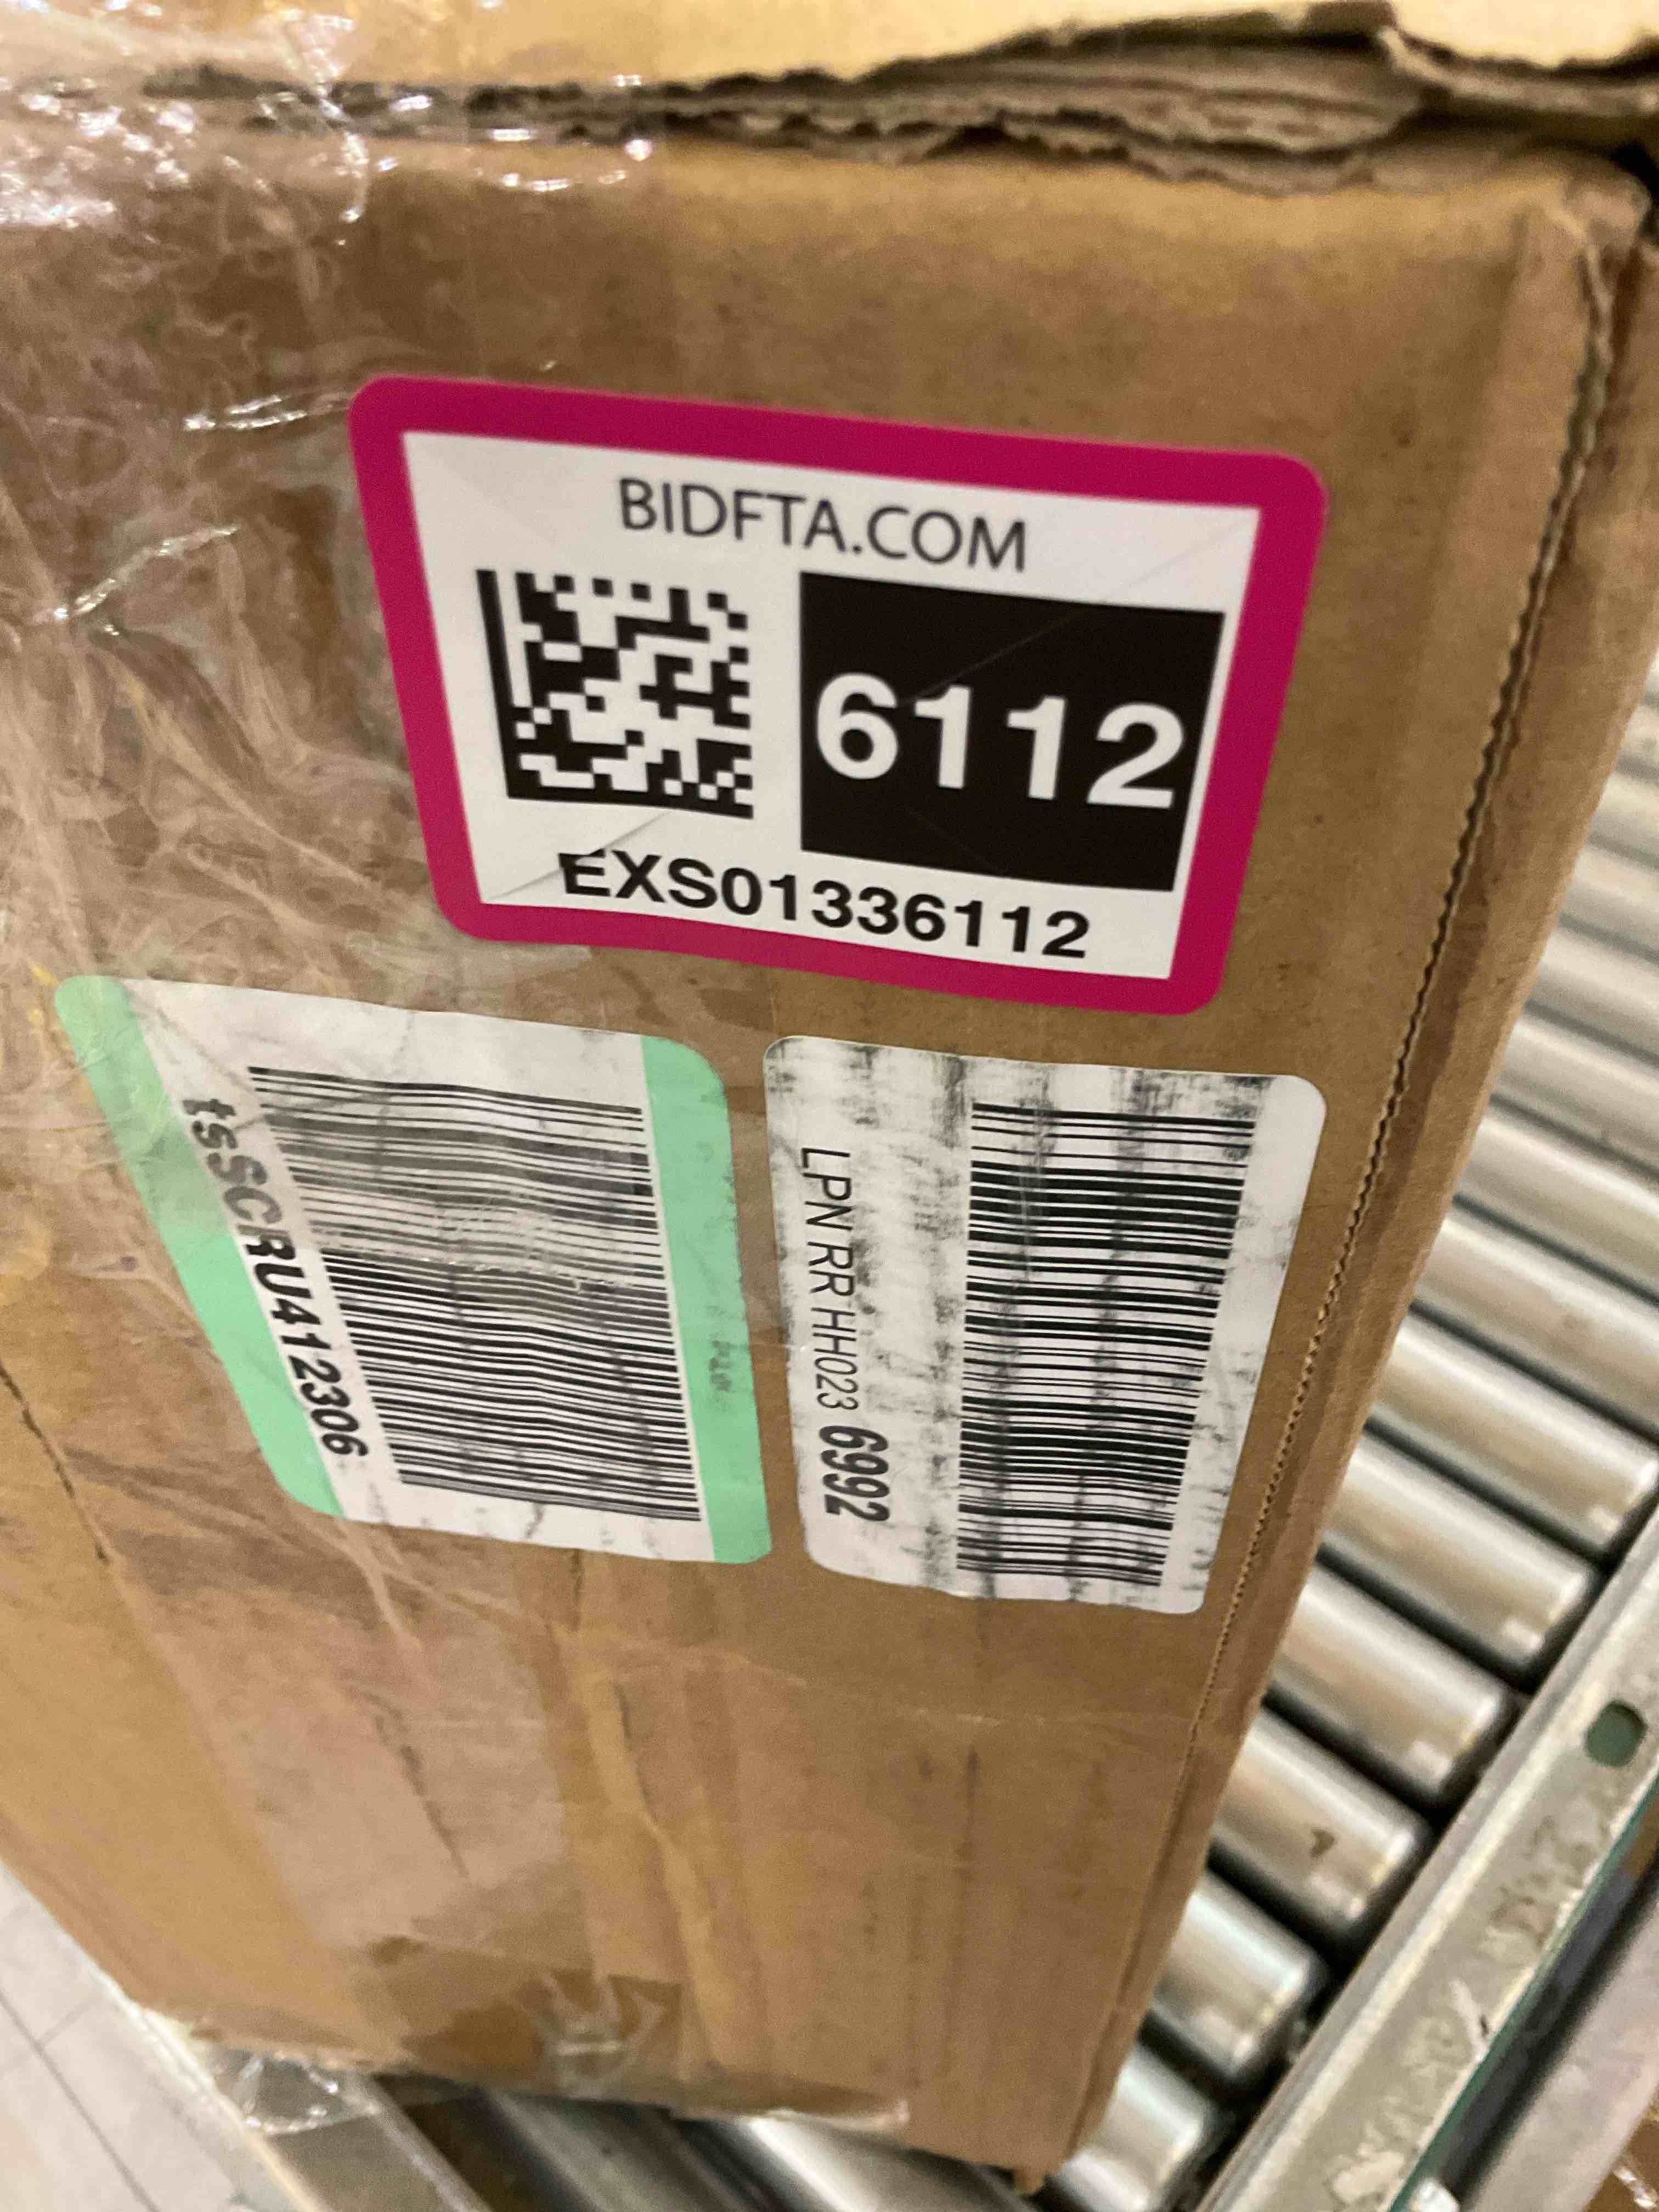 BIDFTA.COM
6112
EXS01336112
tsSCRU412306
LPN RR HH023 6992